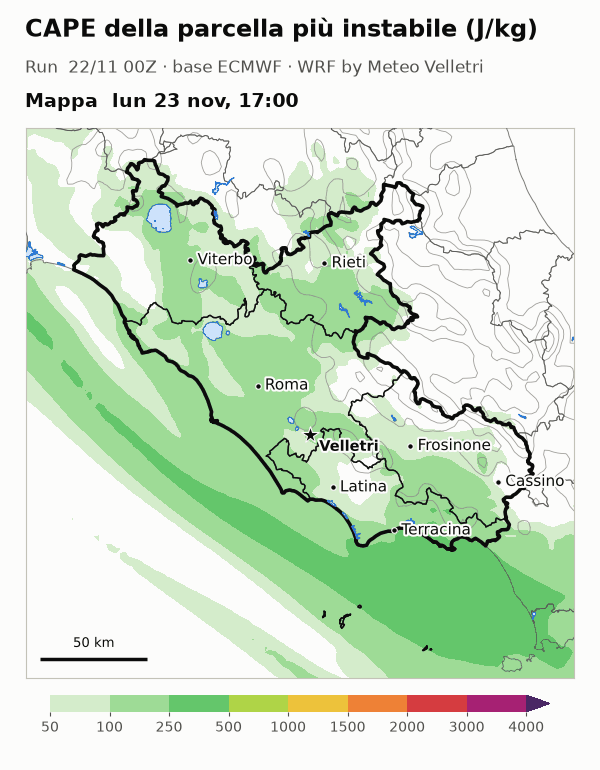 CAPE della parcella più instabile (J/kg)
Run  22/11 00Z · base ECMWF · WRF by Meteo Velletri
Mappa  lun 23 nov, 17:00
Viterbo
Rieti
Roma
Velletri
Frosinone
Latina
Cassino
Terracina
50 km
50 100 250 500 1000 1500 2000 3000 4000